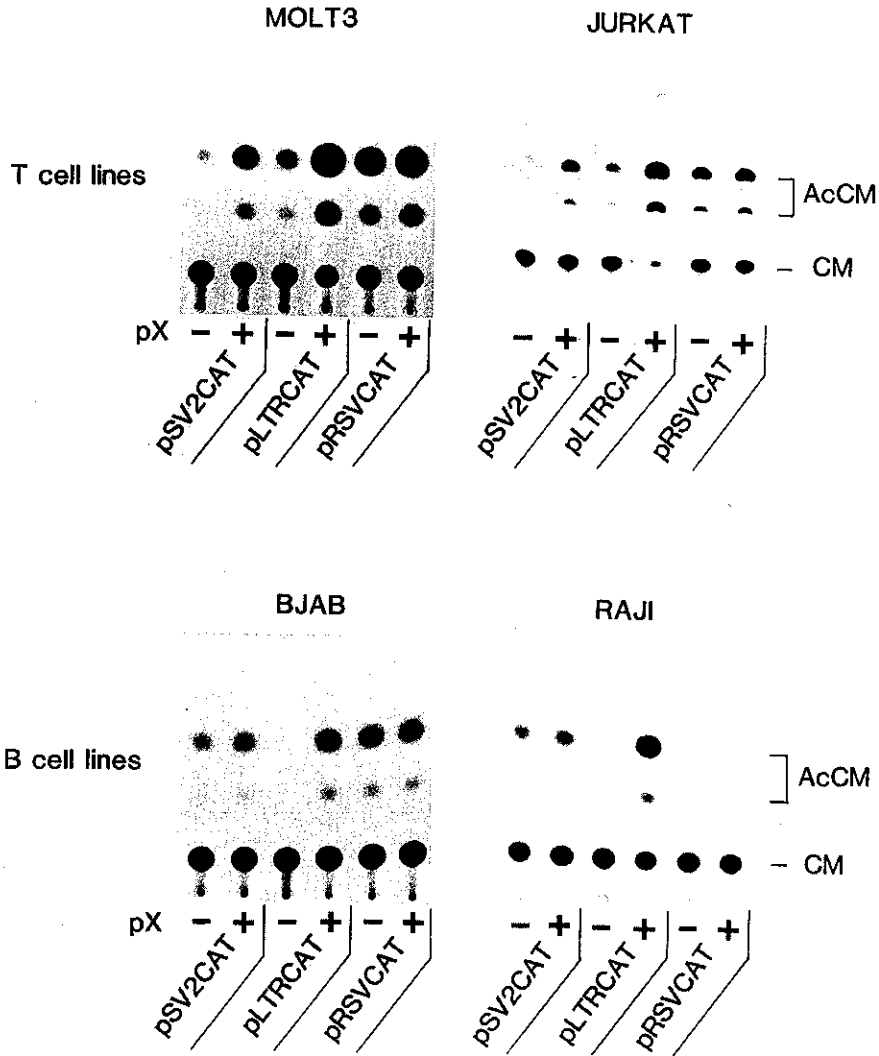 MOLT3
JURKAT
T cell lines
AcCM
CM
pX - + - + - +
- + - + - +
pSV2CAT
pLTRCAT
pRSVCAT
pSV2CAT
pLTRCAT
pRSVCAT
BJAB
RAJI
B cell lines
AcCM
CM
pX - + - + - +
- + - + - +
pSV2CAT
pLTRCAT
pRSVCAT
pSV2CAT
pLTRCAT
pRSVCAT